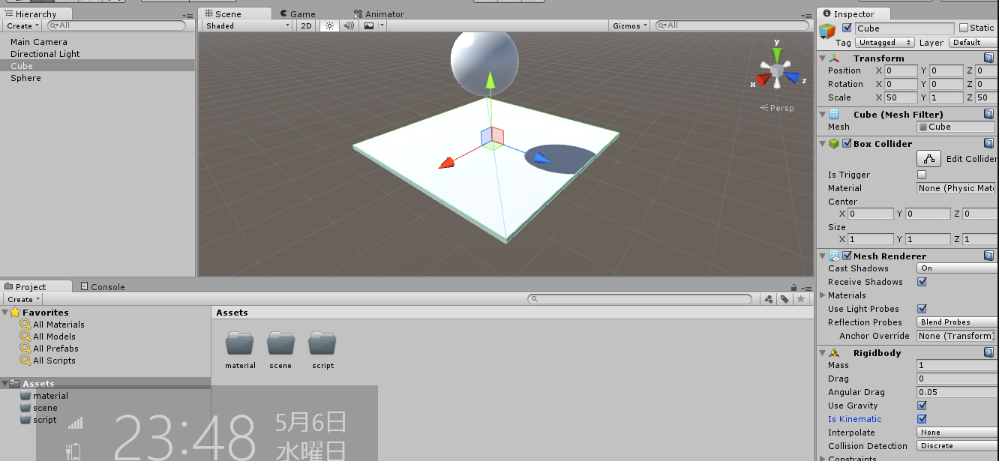 Hierarchy
Create
All
Main Camera
Directional Light
Cube
Sphere
Scene
Game
Animator
Shaded
2D
Gizmos
All
y
x
z
Persp
Inspector
Cube
Static
Tag
Untagged
Layer
Default
Transform
Position X 0 Y 0 Z 0
Rotation X 0 Y 0 Z 0
Scale X 50 Y 1 Z 50
Cube (Mesh Filter)
Mesh Cube
Box Collider
Edit Collider
Is Trigger
Material None (Physic Mat
Center
X 0 Y 0 Z 0
Size
X 1 Y 1 Z 1
Mesh Renderer
Cast Shadows On
Receive Shadows
Materials
Use Light Probes
Reflection Probes Blend Probes
Anchor Override None (Transform)
Rigidbody
Mass 1
Drag 0
Angular Drag 0.05
Use Gravity
Is Kinematic
Interpolate None
Collision Detection Discrete
Constraints
Project
Console
Create
Favorites
All Materials
All Models
All Prefabs
All Scripts
Assets
material
scene
script
Assets
material
scene
script
23:48
5月6日
水曜日